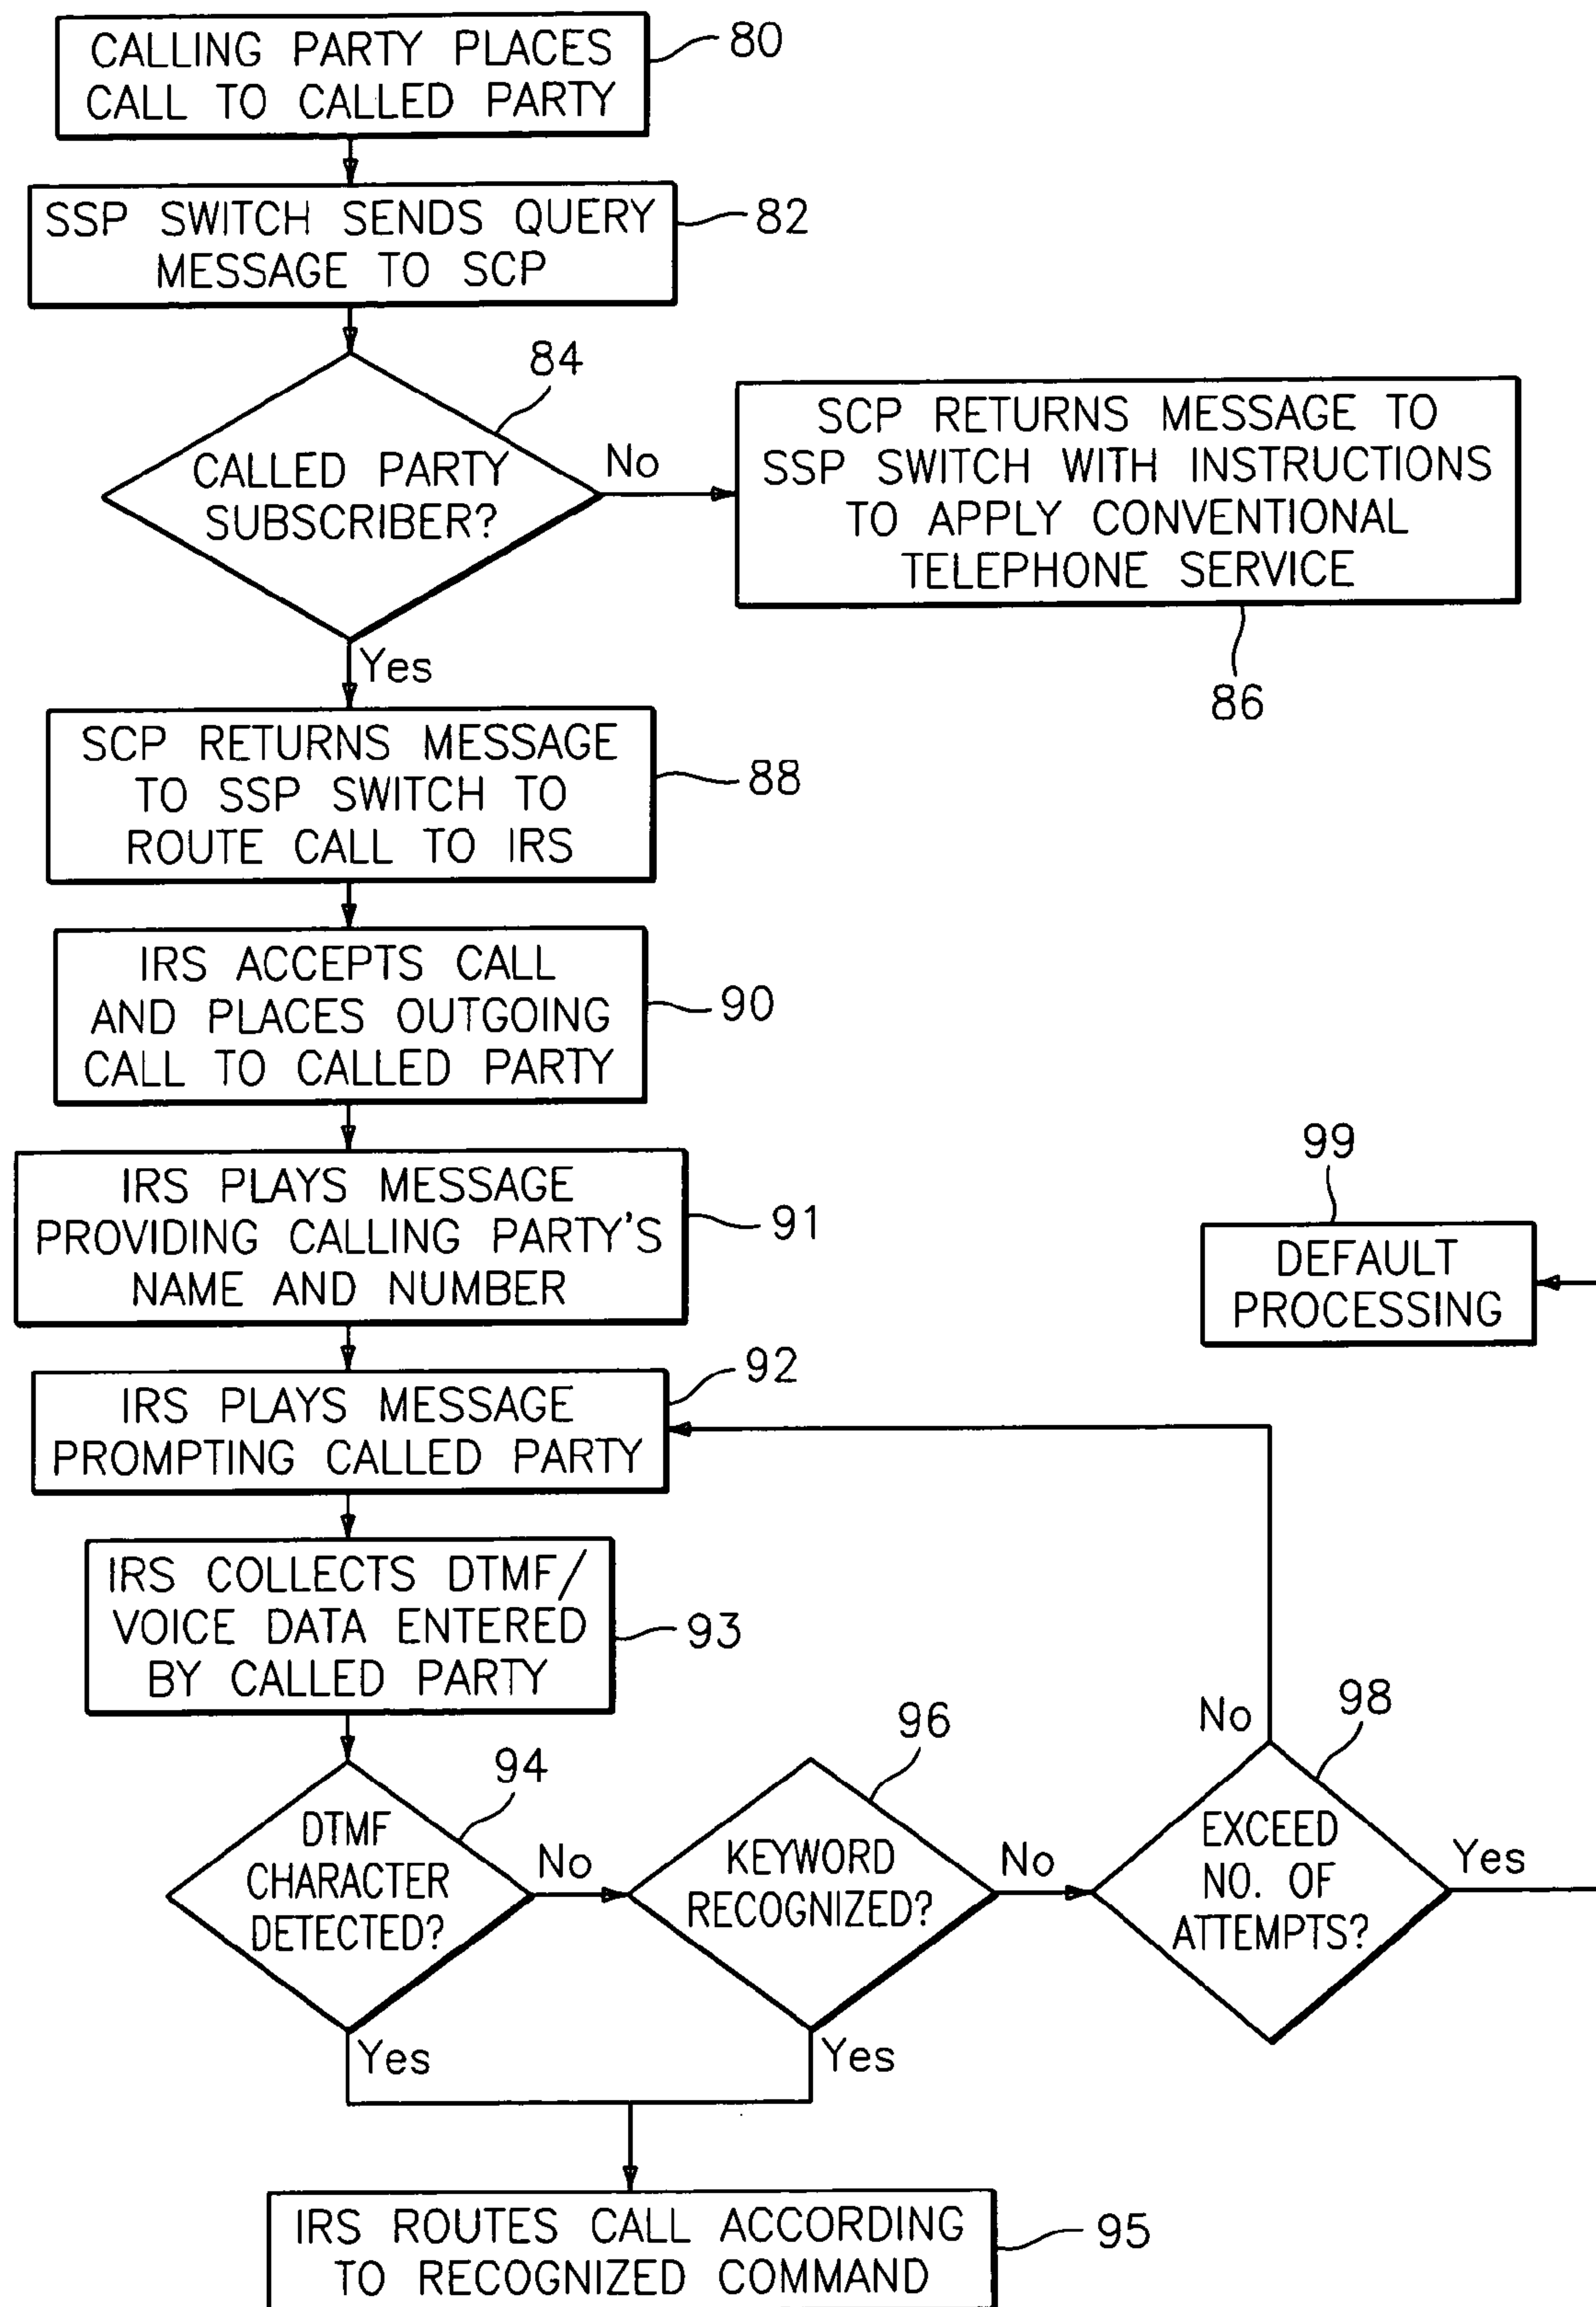 CALLING PARTY PLACES
CALL TO CALLED PARTY
80
SSP SWITCH SENDS QUERY
MESSAGE TO SCP
82
84
CALLED PARTY
SUBSCRIBER?
No
SCP RETURNS MESSAGE TO
SSP SWITCH WITH INSTRUCTIONS
TO APPLY CONVENTIONAL
TELEPHONE SERVICE
86
Yes
SCP RETURNS MESSAGE
TO SSP SWITCH TO
ROUTE CALL TO IRS
88
IRS ACCEPTS CALL
AND PLACES OUTGOING
CALL TO CALLED PARTY
90
IRS PLAYS MESSAGE
PROVIDING CALLING PARTY'S
NAME AND NUMBER
91
99
DEFAULT
PROCESSING
IRS PLAYS MESSAGE
PROMPTING CALLED PARTY
92
IRS COLLECTS DTMF/
VOICE DATA ENTERED
BY CALLED PARTY
93
94
DTMF
CHARACTER
DETECTED?
No
96
KEYWORD
RECOGNIZED?
No
98
No
EXCEED
NO. OF
ATTEMPTS?
Yes
Yes
Yes
IRS ROUTES CALL ACCORDING
TO RECOGNIZED COMMAND
95